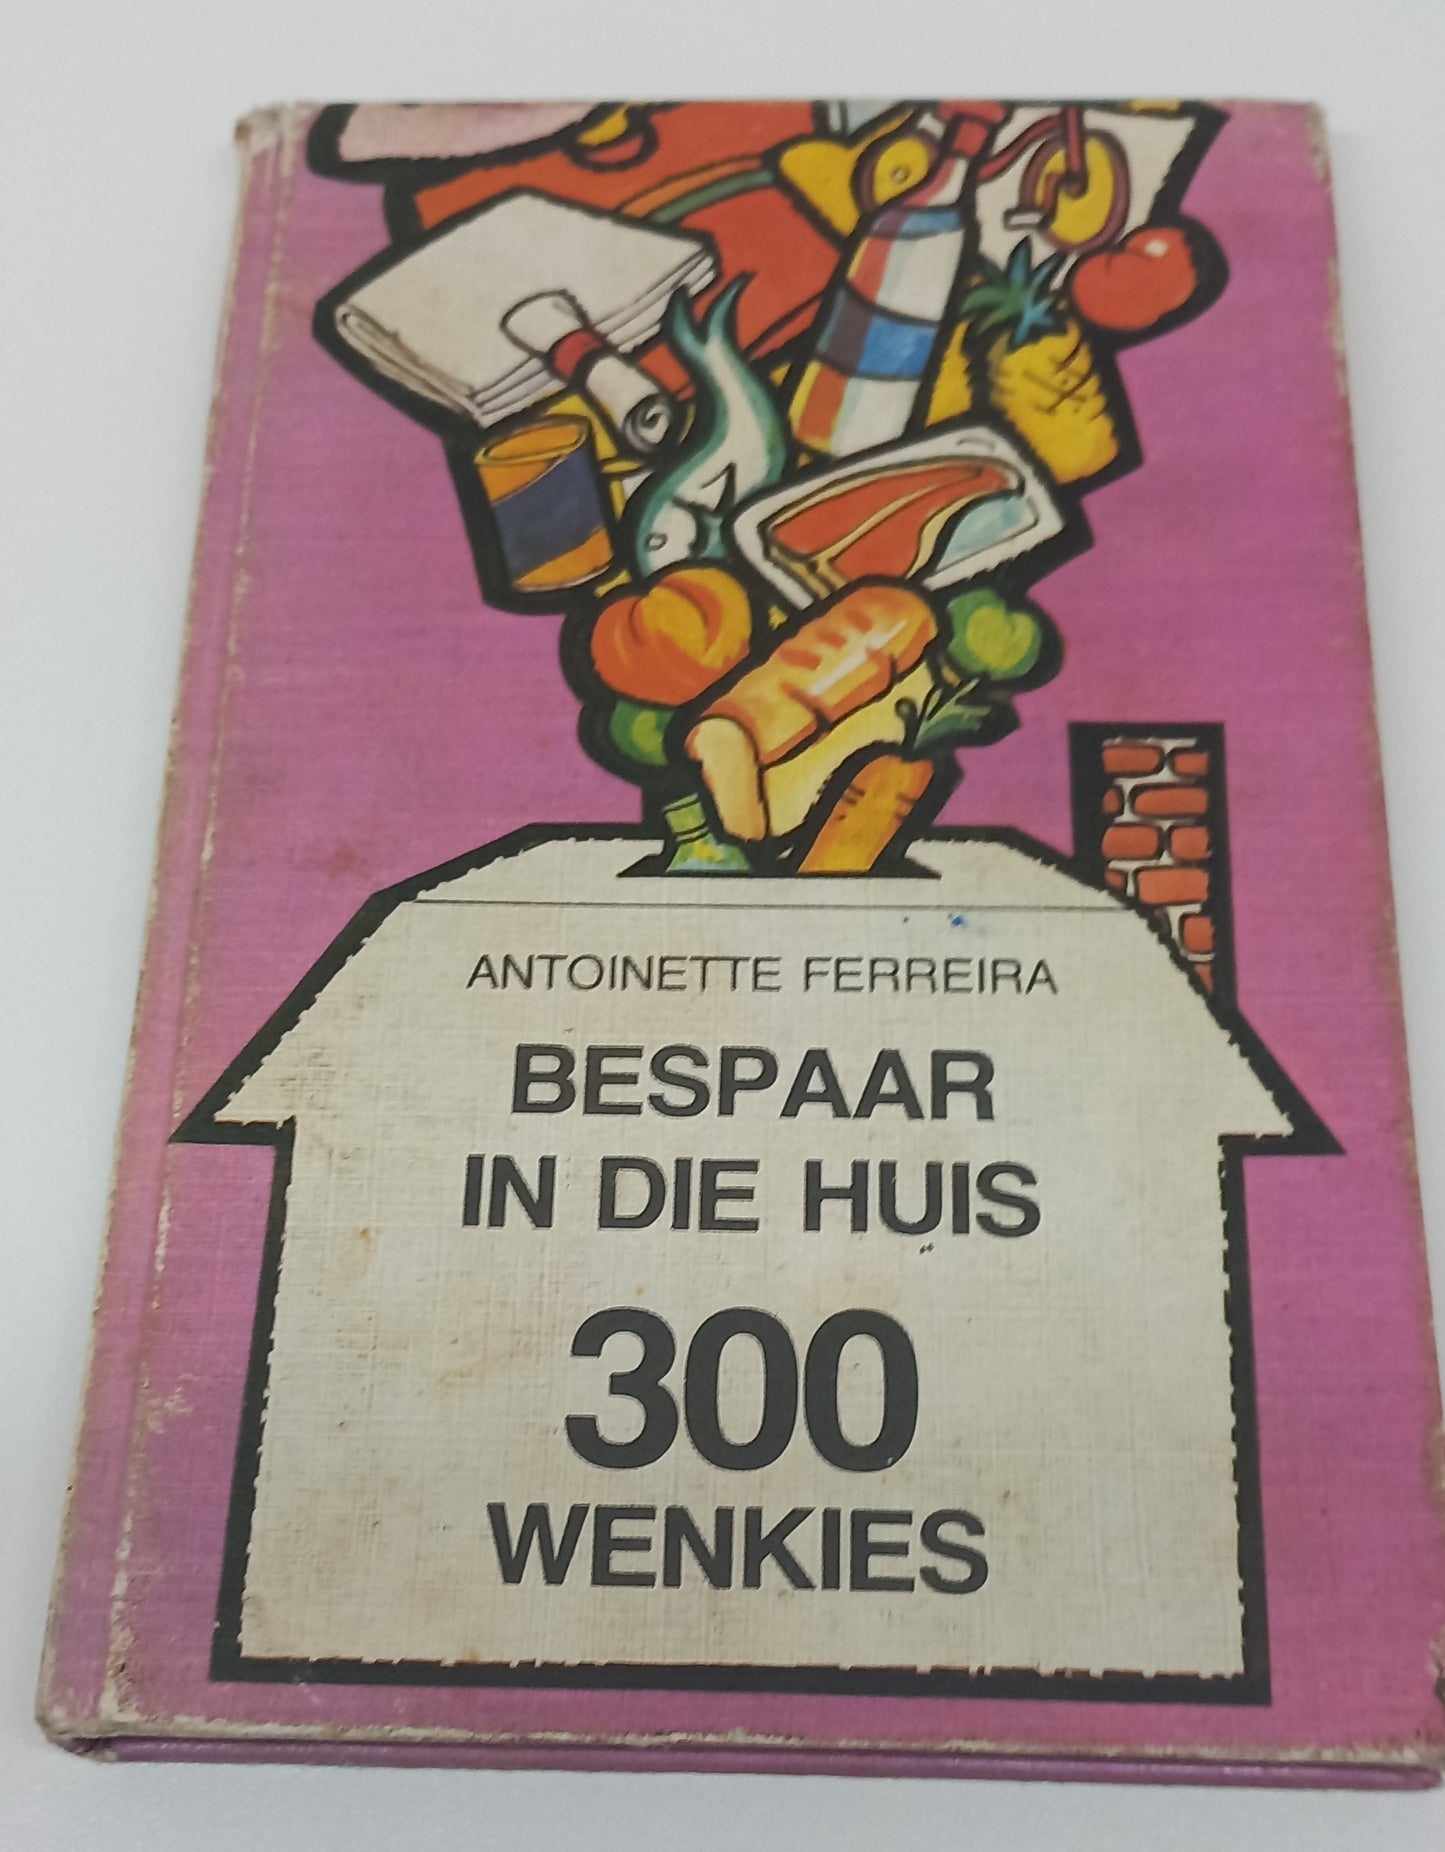 ANTOINETTE FERREIRA
BESPAAR
IN DIE HUIS
300
WENKIES